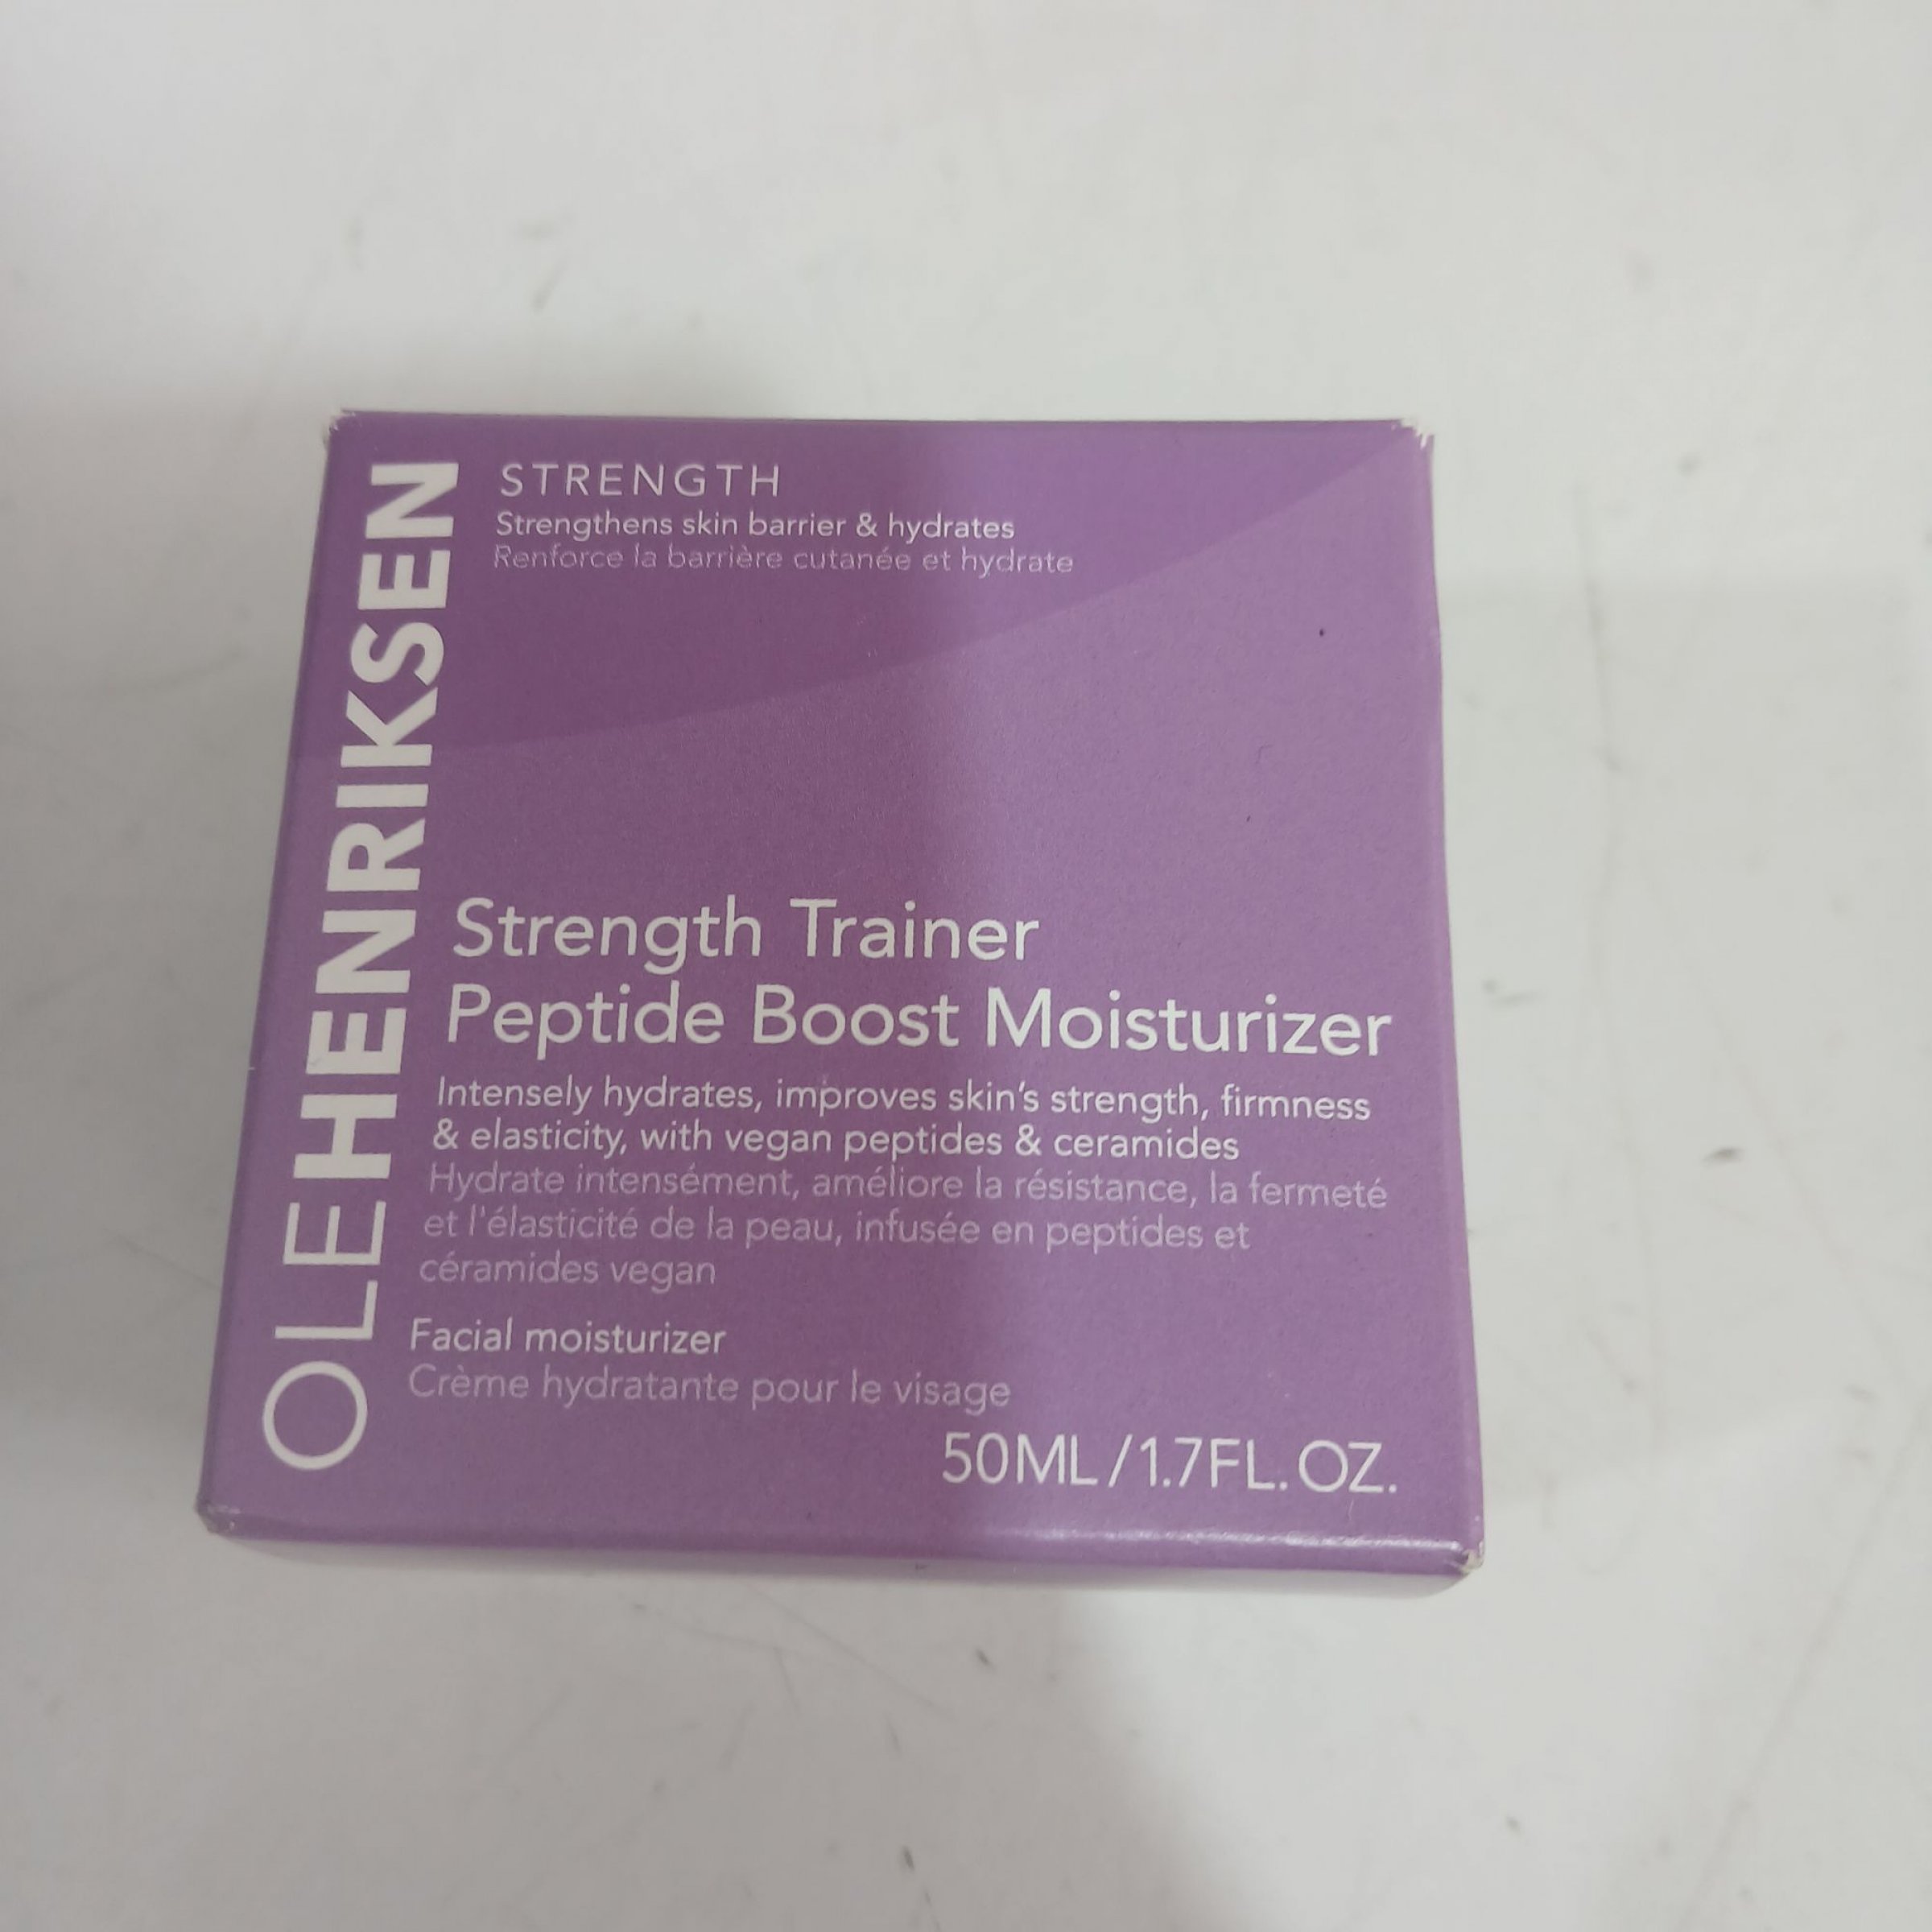 OLEHENRIKSEN
STRENGTH
Strengthens skin barrier & hydrates
Renforce la barrière cutanée et hydrate
Strength Trainer
Peptide Boost Moisturizer
Intensely hydrates, improves skin's strength, firmness
& elasticity, with vegan peptides & ceramides
Hydrate intensément, améliore la résistance, la fermeté
et l'élasticité de la peau, infusée en peptides et
céramides vegan
Facial moisturizer
Crème hydratante pour le visage
50ML/1.7FL.OZ.